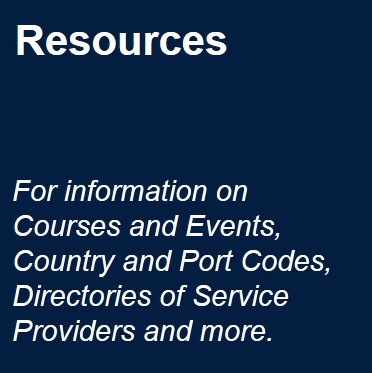 Resources
For information on
Courses and Events,
Country and Port Codes,
Directories of Service
Providers and more.